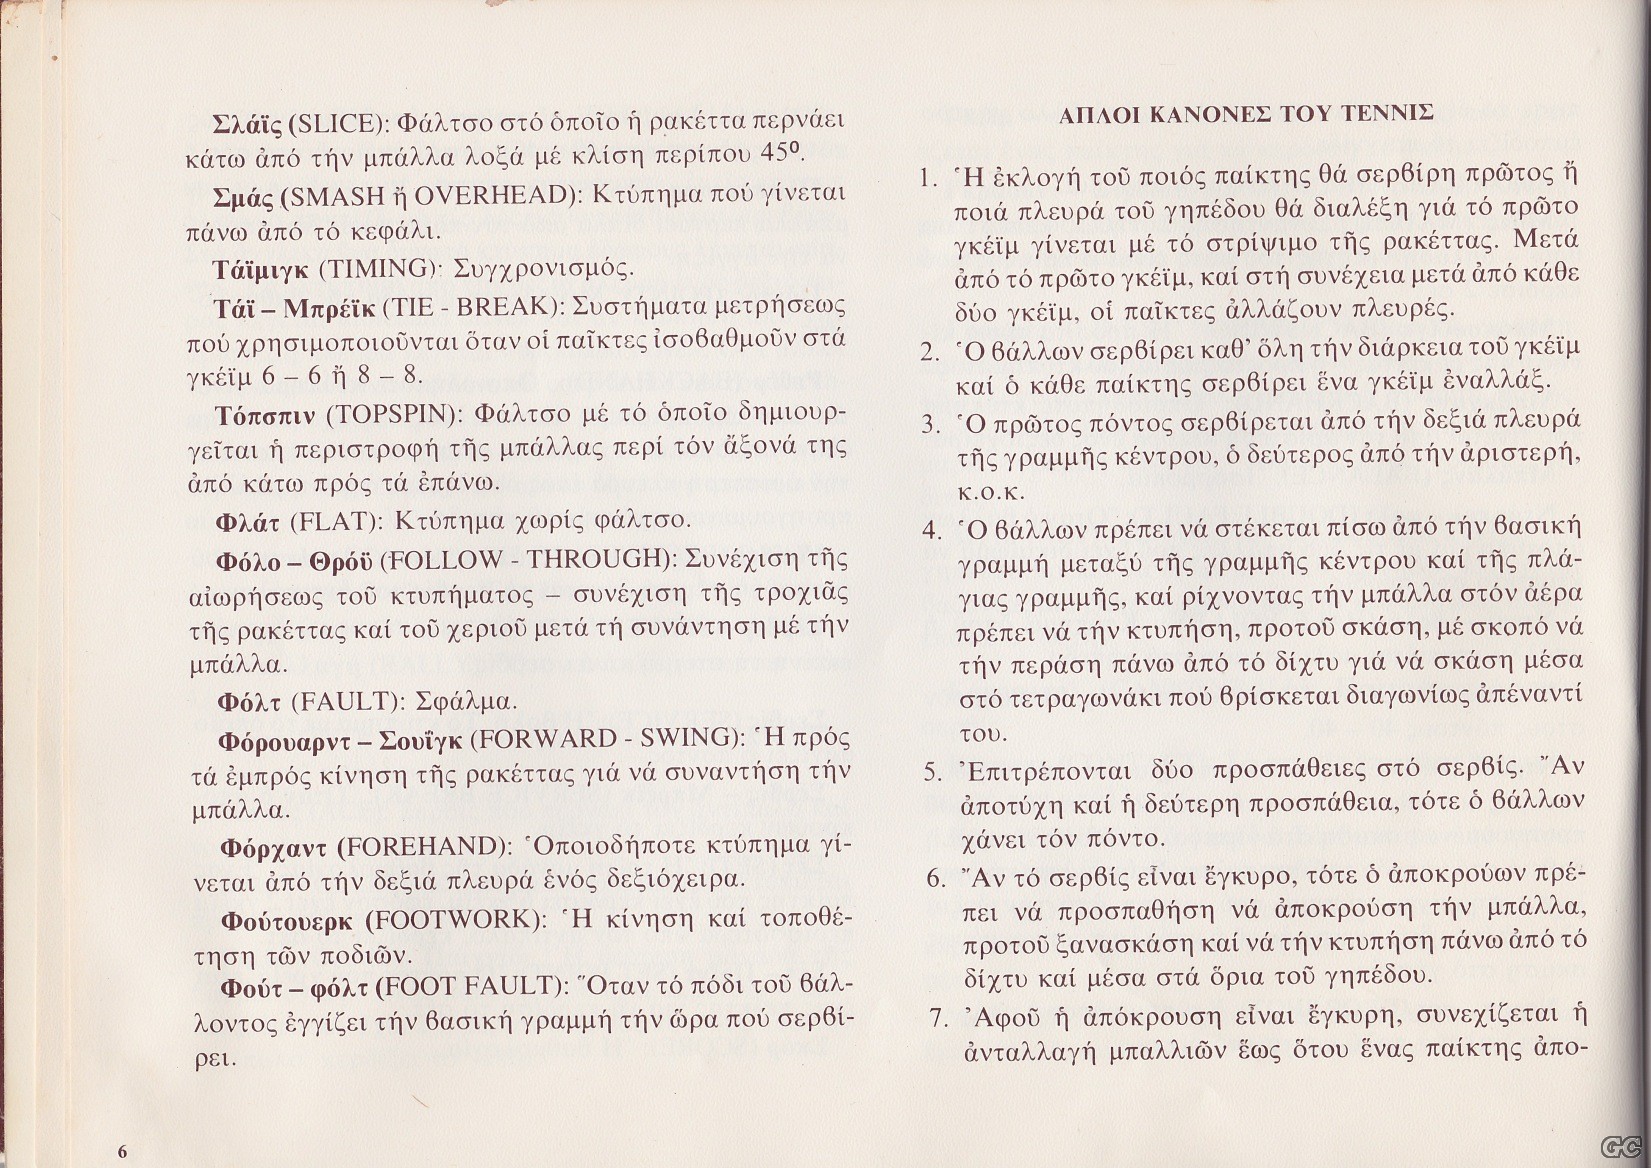 Σλάϊς (SLICE): Φάλτσο στό ὁποῖο ἡ ρακέττα περνάει
κάτω ἀπό τήν μπάλλα λοξά μέ κλίση περίπου 45º.
Σμάς (SMASH ἤ OVERHEAD): Κτύπημα πού γίνεται
πάνω ἀπό τό κεφάλι.
Τάϊμιγκ (TIMING): Συγχρονισμός.
Τάϊ – Μπρέϊκ (TIE - BREAK): Συστήματα μετρήσεως
πού χρησιμοποιοῦνται ὅταν οἱ παῖκτες ἰσοβαθμοῦν στά
γκέϊμ 6 – 6 ἤ 8 – 8.
Τόπσπιν (TOPSPIN): Φάλτσο μέ τό ὁποῖο δημιουρ-
γεῖται ἡ περιστροφή τῆς μπάλλας περί τόν ἄξονά της
ἀπό κάτω πρός τά ἐπάνω.
Φλάτ (FLAT): Κτύπημα χωρίς φάλτσο.
Φόλο – Θρόϋ (FOLLOW - THROUGH): Συνέχιση τῆς
αἰωρήσεως τοῦ κτυπήματος – συνέχιση τῆς τροχιᾶς
τῆς ρακέττας καί τοῦ χεριοῦ μετά τή συνάντηση μέ τήν
μπάλλα.
Φόλτ (FAULT): Σφάλμα.
Φόρουαρντ – Σουΐγκ (FORWARD - SWING): Ἡ πρός
τά ἐμπρός κίνηση τῆς ρακέττας γιά νά συναντήση τήν
μπάλλα.
Φόρχαντ (FOREHAND): Ὁποιοδήποτε κτύπημα γί-
νεται ἀπό τήν δεξιά πλευρά ἑνός δεξιόχειρα.
Φούτουερκ (FOOTWORK): Ἡ κίνηση καί τοποθέ-
τηση τῶν ποδιῶν.
Φούτ – φόλτ (FOOT FAULT): Ὅταν τό πόδι τοῦ βάλ-
λοντος ἐγγίζει τήν βασική γραμμή τήν ὥρα πού σερβί-
ρει.
6
ΑΠΛΟΙ ΚΑΝΟΝΕΣ ΤΟΥ ΤΕΝΝΙΣ
1. Ἡ ἐκλογή τοῦ ποιός παίκτης θά σερβίρη πρῶτος ἤ
ποιά πλευρά τοῦ γηπέδου θά διαλέξη γιά τό πρῶτο
γκέϊμ γίνεται μέ τό στρίψιμο τῆς ρακέττας. Μετά
ἀπό τό πρῶτο γκέϊμ, καί στή συνέχεια μετά ἀπό κάθε
δύο γκέϊμ, οἱ παῖκτες ἀλλάζουν πλευρές.
2. Ὁ βάλλων σερβίρει καθ’ ὅλη τήν διάρκεια τοῦ γκέϊμ
καί ὁ κάθε παίκτης σερβίρει ἕνα γκέϊμ ἐναλλάξ.
3. Ὁ πρῶτος πόντος σερβίρεται ἀπό τήν δεξιά πλευρά
τῆς γραμμῆς κέντρου, ὁ δεύτερος ἀπό τήν ἀριστερή,
κ.ο.κ.
4. Ὁ βάλλων πρέπει νά στέκεται πίσω ἀπό τήν βασική
γραμμή μεταξύ τῆς γραμμῆς κέντρου καί τῆς πλά-
γιας γραμμῆς, καί ρίχνοντας τήν μπάλλα στόν ἀέρα
πρέπει νά τήν κτυπήση, προτοῦ σκάση, μέ σκοπό νά
τήν περάση πάνω ἀπό τό δίχτυ γιά νά σκάση μέσα
στό τετραγωνάκι πού βρίσκεται διαγωνίως ἀπέναντί
του.
5. Ἐπιτρέπονται δύο προσπάθειες στό σερβίς. Ἄν
ἀποτύχη καί ἡ δεύτερη προσπάθεια, τότε ὁ βάλλων
χάνει τόν πόντο.
6. Ἄν τό σερβίς εἶναι ἔγκυρο, τότε ὁ ἀποκρούων πρέ-
πει νά προσπαθήση νά ἀποκρούση τήν μπάλλα,
προτοῦ ξανασκάση καί νά τήν κτυπήση πάνω ἀπό τό
δίχτυ καί μέσα στά ὅρια τοῦ γηπέδου.
7. Ἀφοῦ ἡ ἀπόκρουση εἶναι ἔγκυρη, συνεχίζεται ἡ
ἀνταλλαγή μπαλλιῶν ἕως ὅτου ἕνας παίκτης ἀπο-
GC